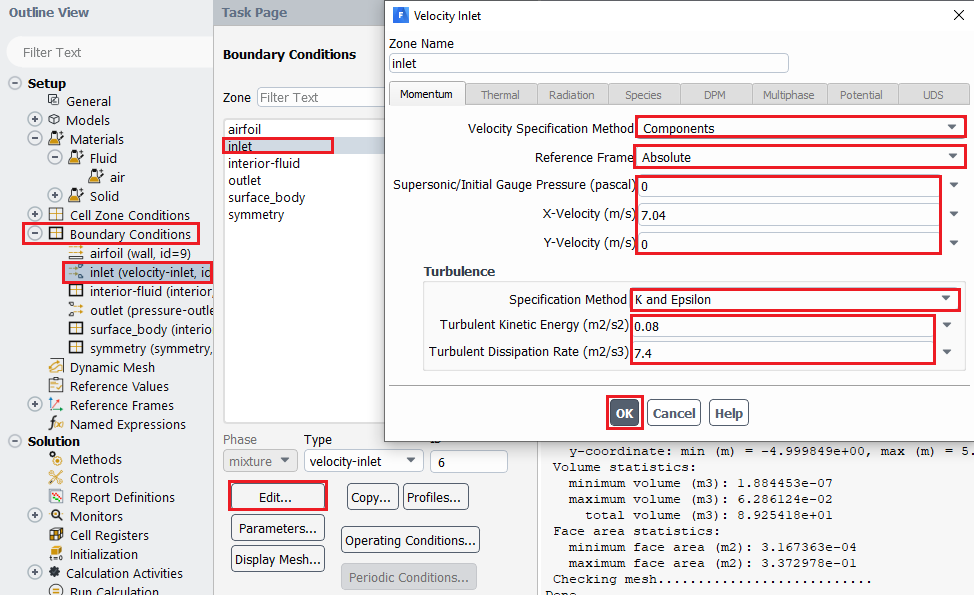 Outline View
Filter Text
Setup
General
Models
Materials
Fluid
air
Solid
Cell Zone Conditions
Boundary Conditions
airfoil (wall, id=9)
inlet (velocity-inlet, id
interior-fluid (interior,
outlet (pressure-outle
surface_body (interio
symmetry (symmetry,
Dynamic Mesh
Reference Values
Reference Frames
Named Expressions
Solution
Methods
Controls
Report Definitions
Monitors
Cell Registers
Initialization
Calculation Activities
Run Calculation
Task Page
Boundary Conditions
Zone Filter Text
airfoil
inlet
interior-fluid
outlet
surface_body
symmetry
Phase Type
mixture velocity-inlet 6
Edit... Copy... Profiles...
Parameters... Operating Conditions...
Display Mesh... Periodic Conditions...
Velocity Inlet
Zone Name
inlet
Momentum Thermal Radiation Species DPM Multiphase Potential UDS
Velocity Specification Method Components
Reference Frame Absolute
Supersonic/Initial Gauge Pressure (pascal) 0
X-Velocity (m/s) 7.04
Y-Velocity (m/s) 0
Turbulence
Specification Method K and Epsilon
Turbulent Kinetic Energy (m2/s2) 0.08
Turbulent Dissipation Rate (m2/s3) 7.4
OK Cancel Help
y-coordinate: min (m) = -4.999849e+00, max (m) = 5.
Volume statistics:
minimum volume (m3): 1.884453e-07
maximum volume (m3): 6.286124e-02
total volume (m3): 8.925418e+01
Face area statistics:
minimum face area (m2): 3.167363e-04
maximum face area (m2): 3.372978e-01
Checking mesh...........................
Done